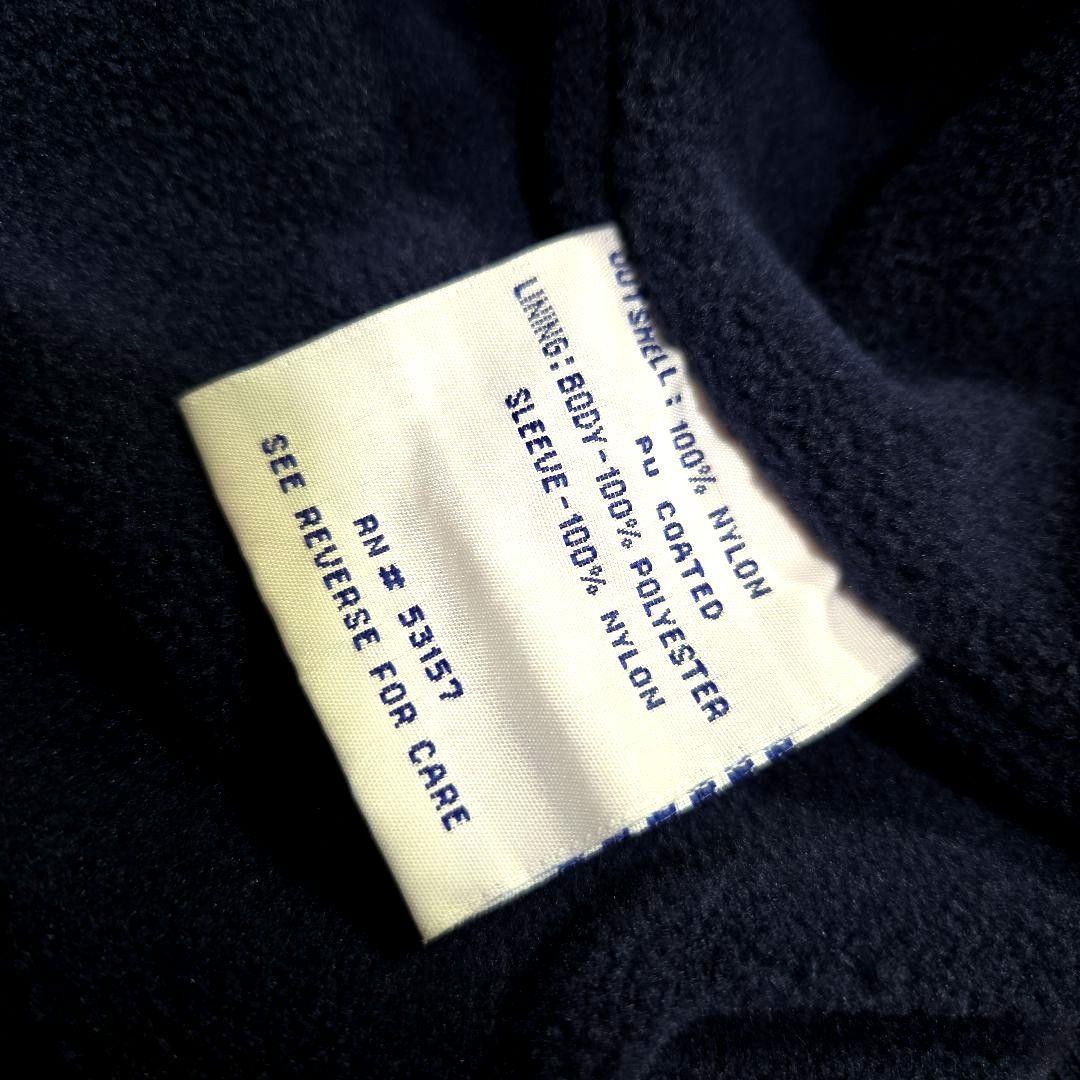 OUTSHELL: 100% NYLON
PU COATED
LINING: BODY-100% POLYESTER
SLEEVE-100% NYLON
RN # 53157
SEE REVERSE FOR CARE